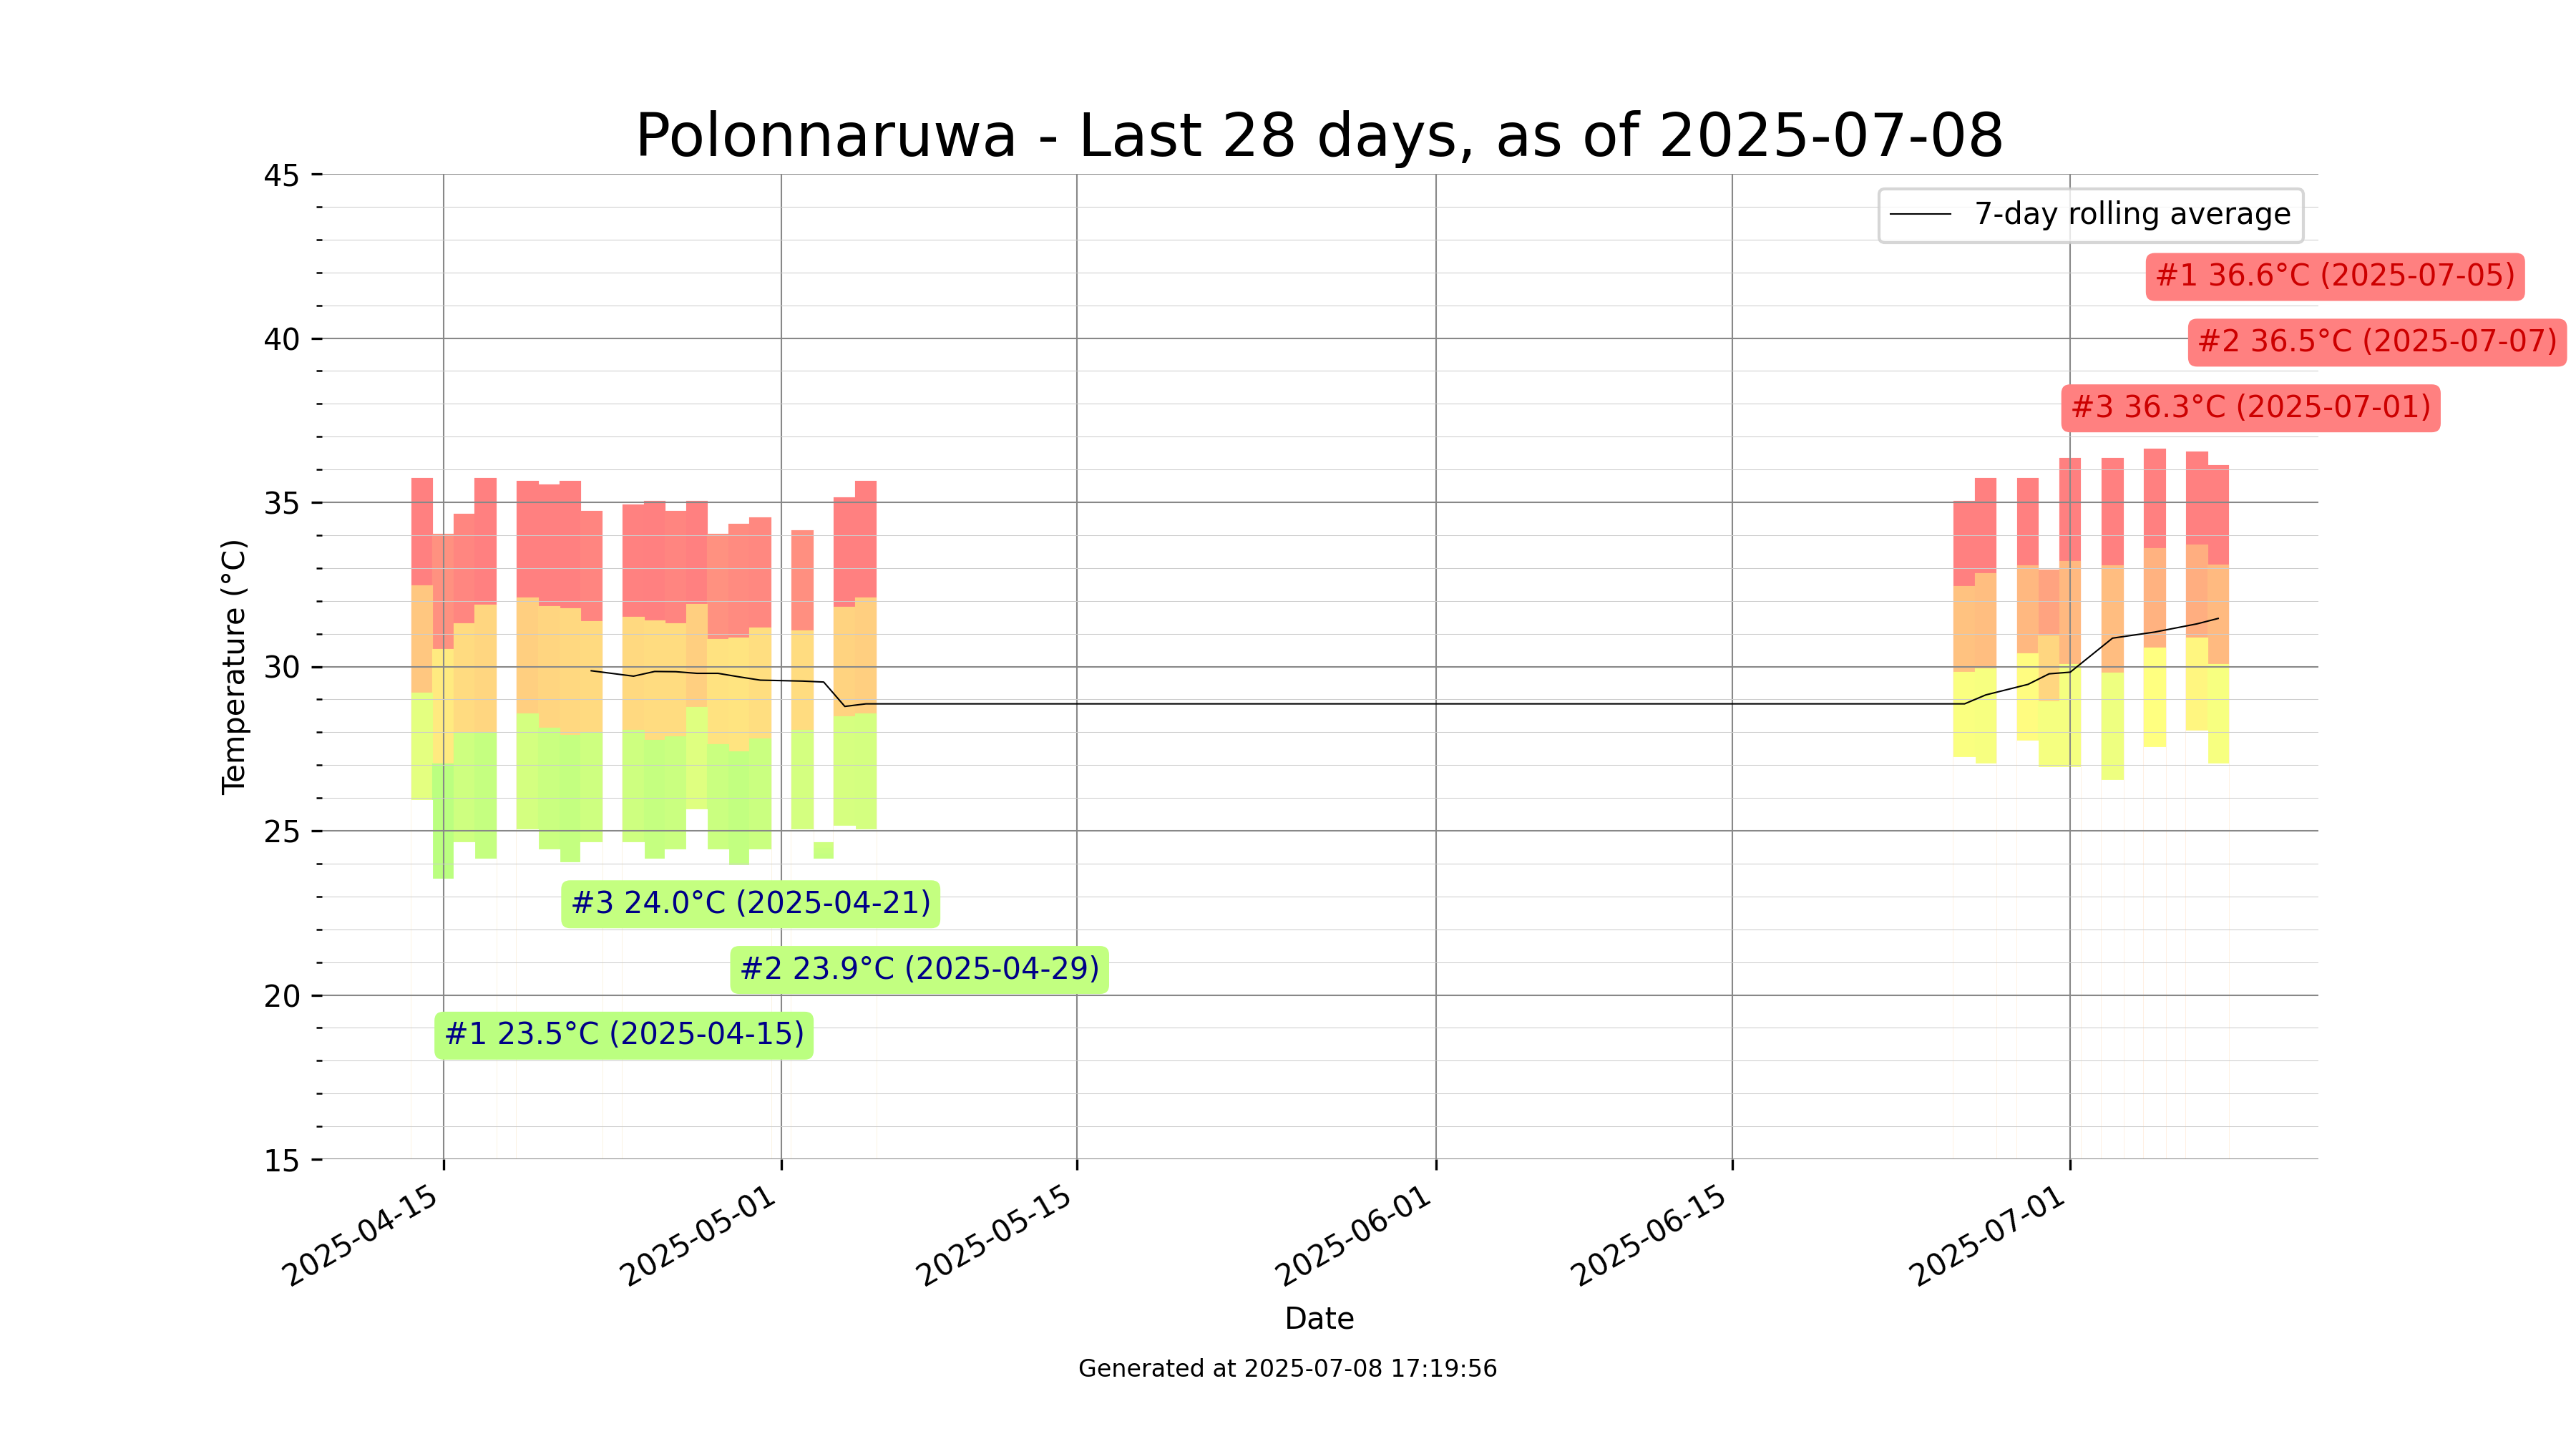 Polonnaruwa - Last 28 days, as of 2025-07-08
45
40
35
30
25
20
15
Temperature (°C)
7-day rolling average
#1 36.6°C (2025-07-05)
#2 36.5°C (2025-07-07)
#3 36.3°C (2025-07-01)
#3 24.0°C (2025-04-21)
#2 23.9°C (2025-04-29)
#1 23.5°C (2025-04-15)
2025-04-15
2025-05-01
2025-05-15
2025-06-01
2025-06-15
2025-07-01
Date
Generated at 2025-07-08 17:19:56